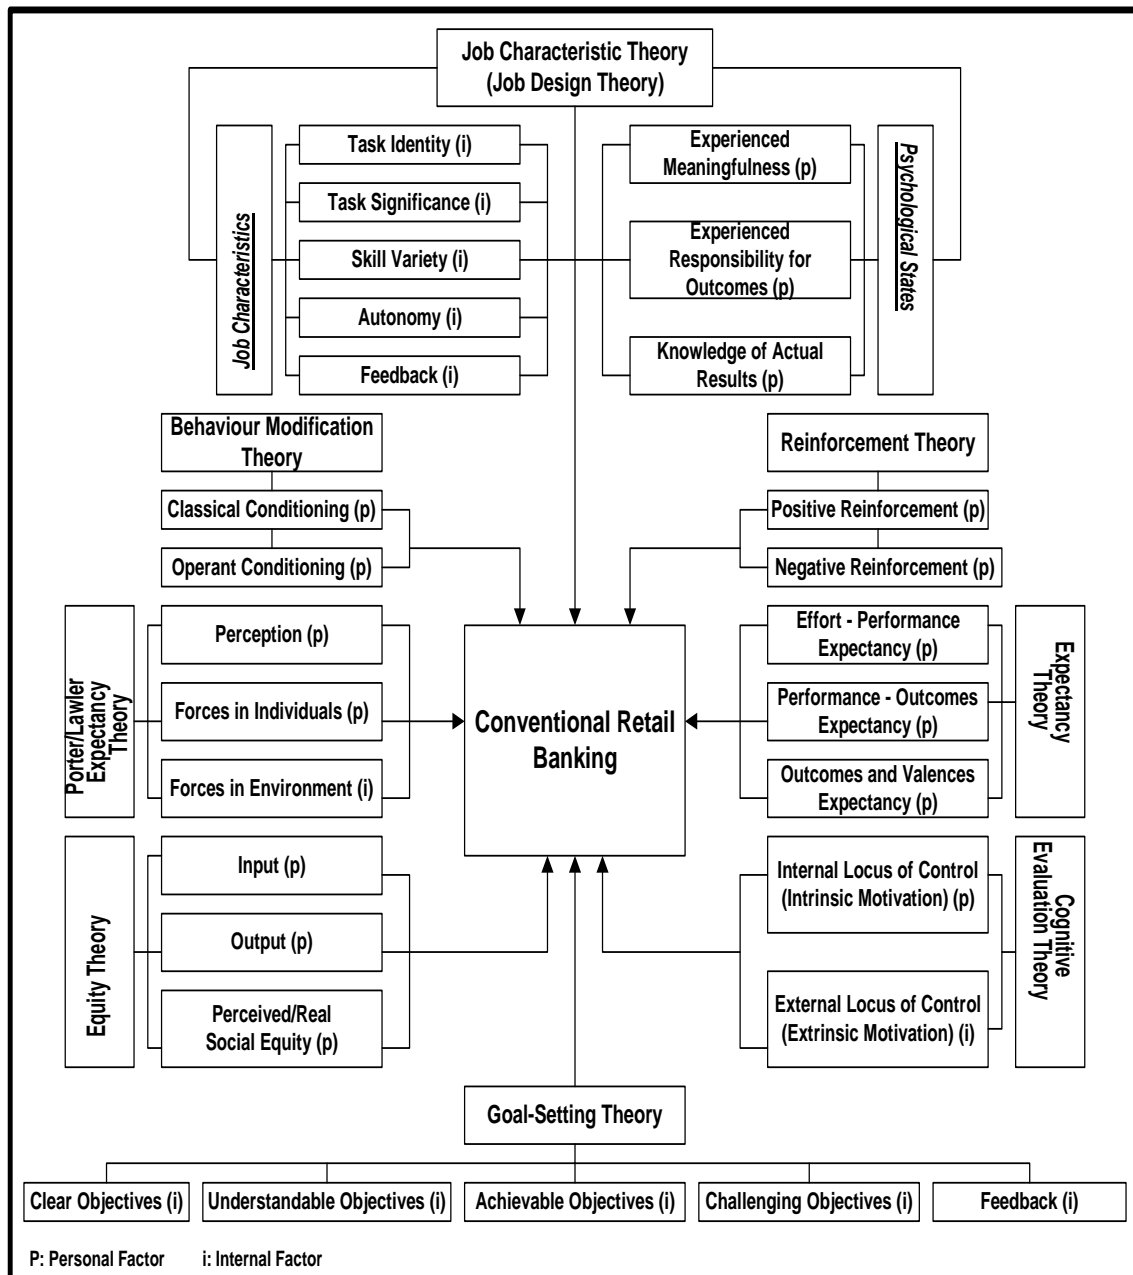 Job Characteristic Theory
(Job Design Theory)
Job Characteristics
Task Identity (i)
Task Significance (i)
Skill Variety (i)
Autonomy (i)
Feedback (i)
Experienced
Meaningfulness (p)
Experienced
Responsibility for
Outcomes (p)
Knowledge of Actual
Results (p)
Psychological States
Behaviour Modification
Theory
Classical Conditioning (p)
Operant Conditioning (p)
Reinforcement Theory
Positive Reinforcement (p)
Negative Reinforcement (p)
Porter/Lawler
Expectancy
Theory
Perception (p)
Forces in Individuals (p)
Forces in Environment (i)
Conventional Retail
Banking
Effort - Performance
Expectancy (p)
Performance - Outcomes
Expectancy (p)
Outcomes and Valences
Expectancy (p)
Expectancy
Theory
Equity Theory
Input (p)
Output (p)
Perceived/Real
Social Equity (p)
Internal Locus of Control
(Intrinsic Motivation) (p)
External Locus of Control
(Extrinsic Motivation) (i)
Cognitive
Evaluation Theory
Goal-Setting Theory
Clear Objectives (i)
Understandable Objectives (i)
Achievable Objectives (i)
Challenging Objectives (i)
Feedback (i)
P: Personal Factor i: Internal Factor